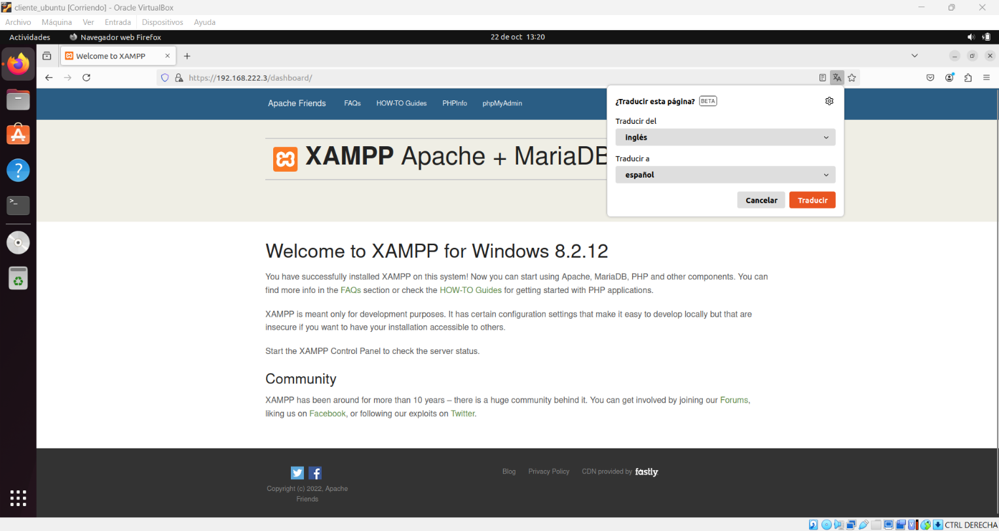 cliente_ubuntu [Corriendo] - Oracle VirtualBox
Archivo Máquina Ver Entrada Dispositivos Ayuda
Actividades Navegador web Firefox 22 de oct 13:20
Welcome to XAMPP
https://192.168.222.3/dashboard/
Apache Friends FAQs HOW-TO Guides PHPInfo phpMyAdmin
¿Traducir esta página? BETA
Traducir del
inglés
Traducir a
español
Cancelar Traducir
XAMPP Apache + MariaDB
Welcome to XAMPP for Windows 8.2.12
You have successfully installed XAMPP on this system! Now you can start using Apache, MariaDB, PHP and other components. You can
find more info in the FAQs section or check the HOW-TO Guides for getting started with PHP applications.
XAMPP is meant only for development purposes. It has certain configuration settings that make it easy to develop locally but that are
insecure if you want to have your installation accessible to others.
Start the XAMPP Control Panel to check the server status.
Community
XAMPP has been around for more than 10 years – there is a huge community behind it. You can get involved by joining our Forums,
liking us on Facebook, or following our exploits on Twitter.
Blog Privacy Policy CDN provided by fastly
Copyright (c) 2022, Apache
Friends
CTRL DERECHA